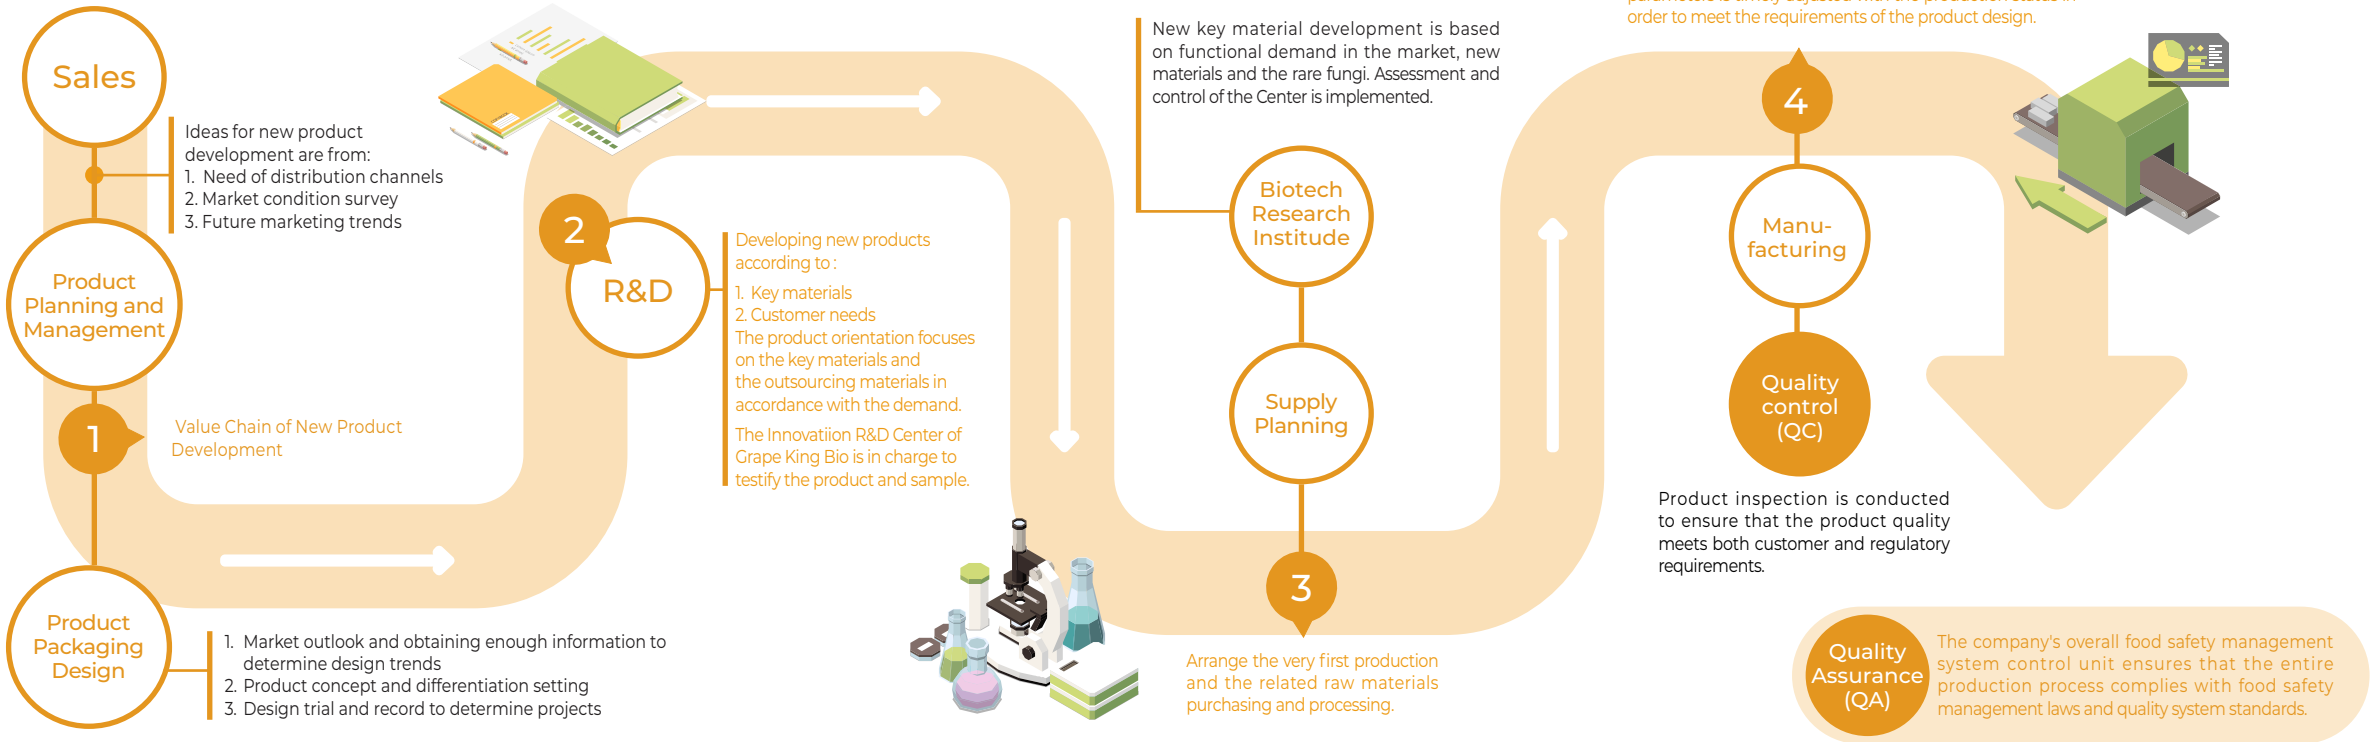 Sales
Ideas for new product
development are from:
1. Need of distribution channels
2. Market condition survey
3. Future marketing trends
Product
Planning and
Management
1
Value Chain of New Product
Development
Product
Packaging
Design
1. Market outlook and obtaining enough information to
determine design trends
2. Product concept and differentiation setting
3. Design trial and record to determine projects
2
R&D
Developing new products
according to :
1. Key materials
2. Customer needs
The product orientation focuses
on the key materials and
the outsourcing materials in
accordance with the demand.
The Innovatiion R&D Center of
Grape King Bio is in charge to
testify the product and sample.
New key material development is based
on functional demand in the market, new
materials and the rare fungi. Assessment and
control of the Center is implemented.
Biotech
Research
Institude
Supply
Planning
3
Arrange the very first production
and the related raw materials
purchasing and processing.
parameters is timely adjusted with the production status in
order to meet the requirements of the product design.
4
Manu-
facturing
Quality
control
(QC)
Product inspection is conducted
to ensure that the product quality
meets both customer and regulatory
requirements.
Quality
Assurance
(QA)
The company's overall food safety management
system control unit ensures that the entire
production process complies with food safety
management laws and quality system standards.